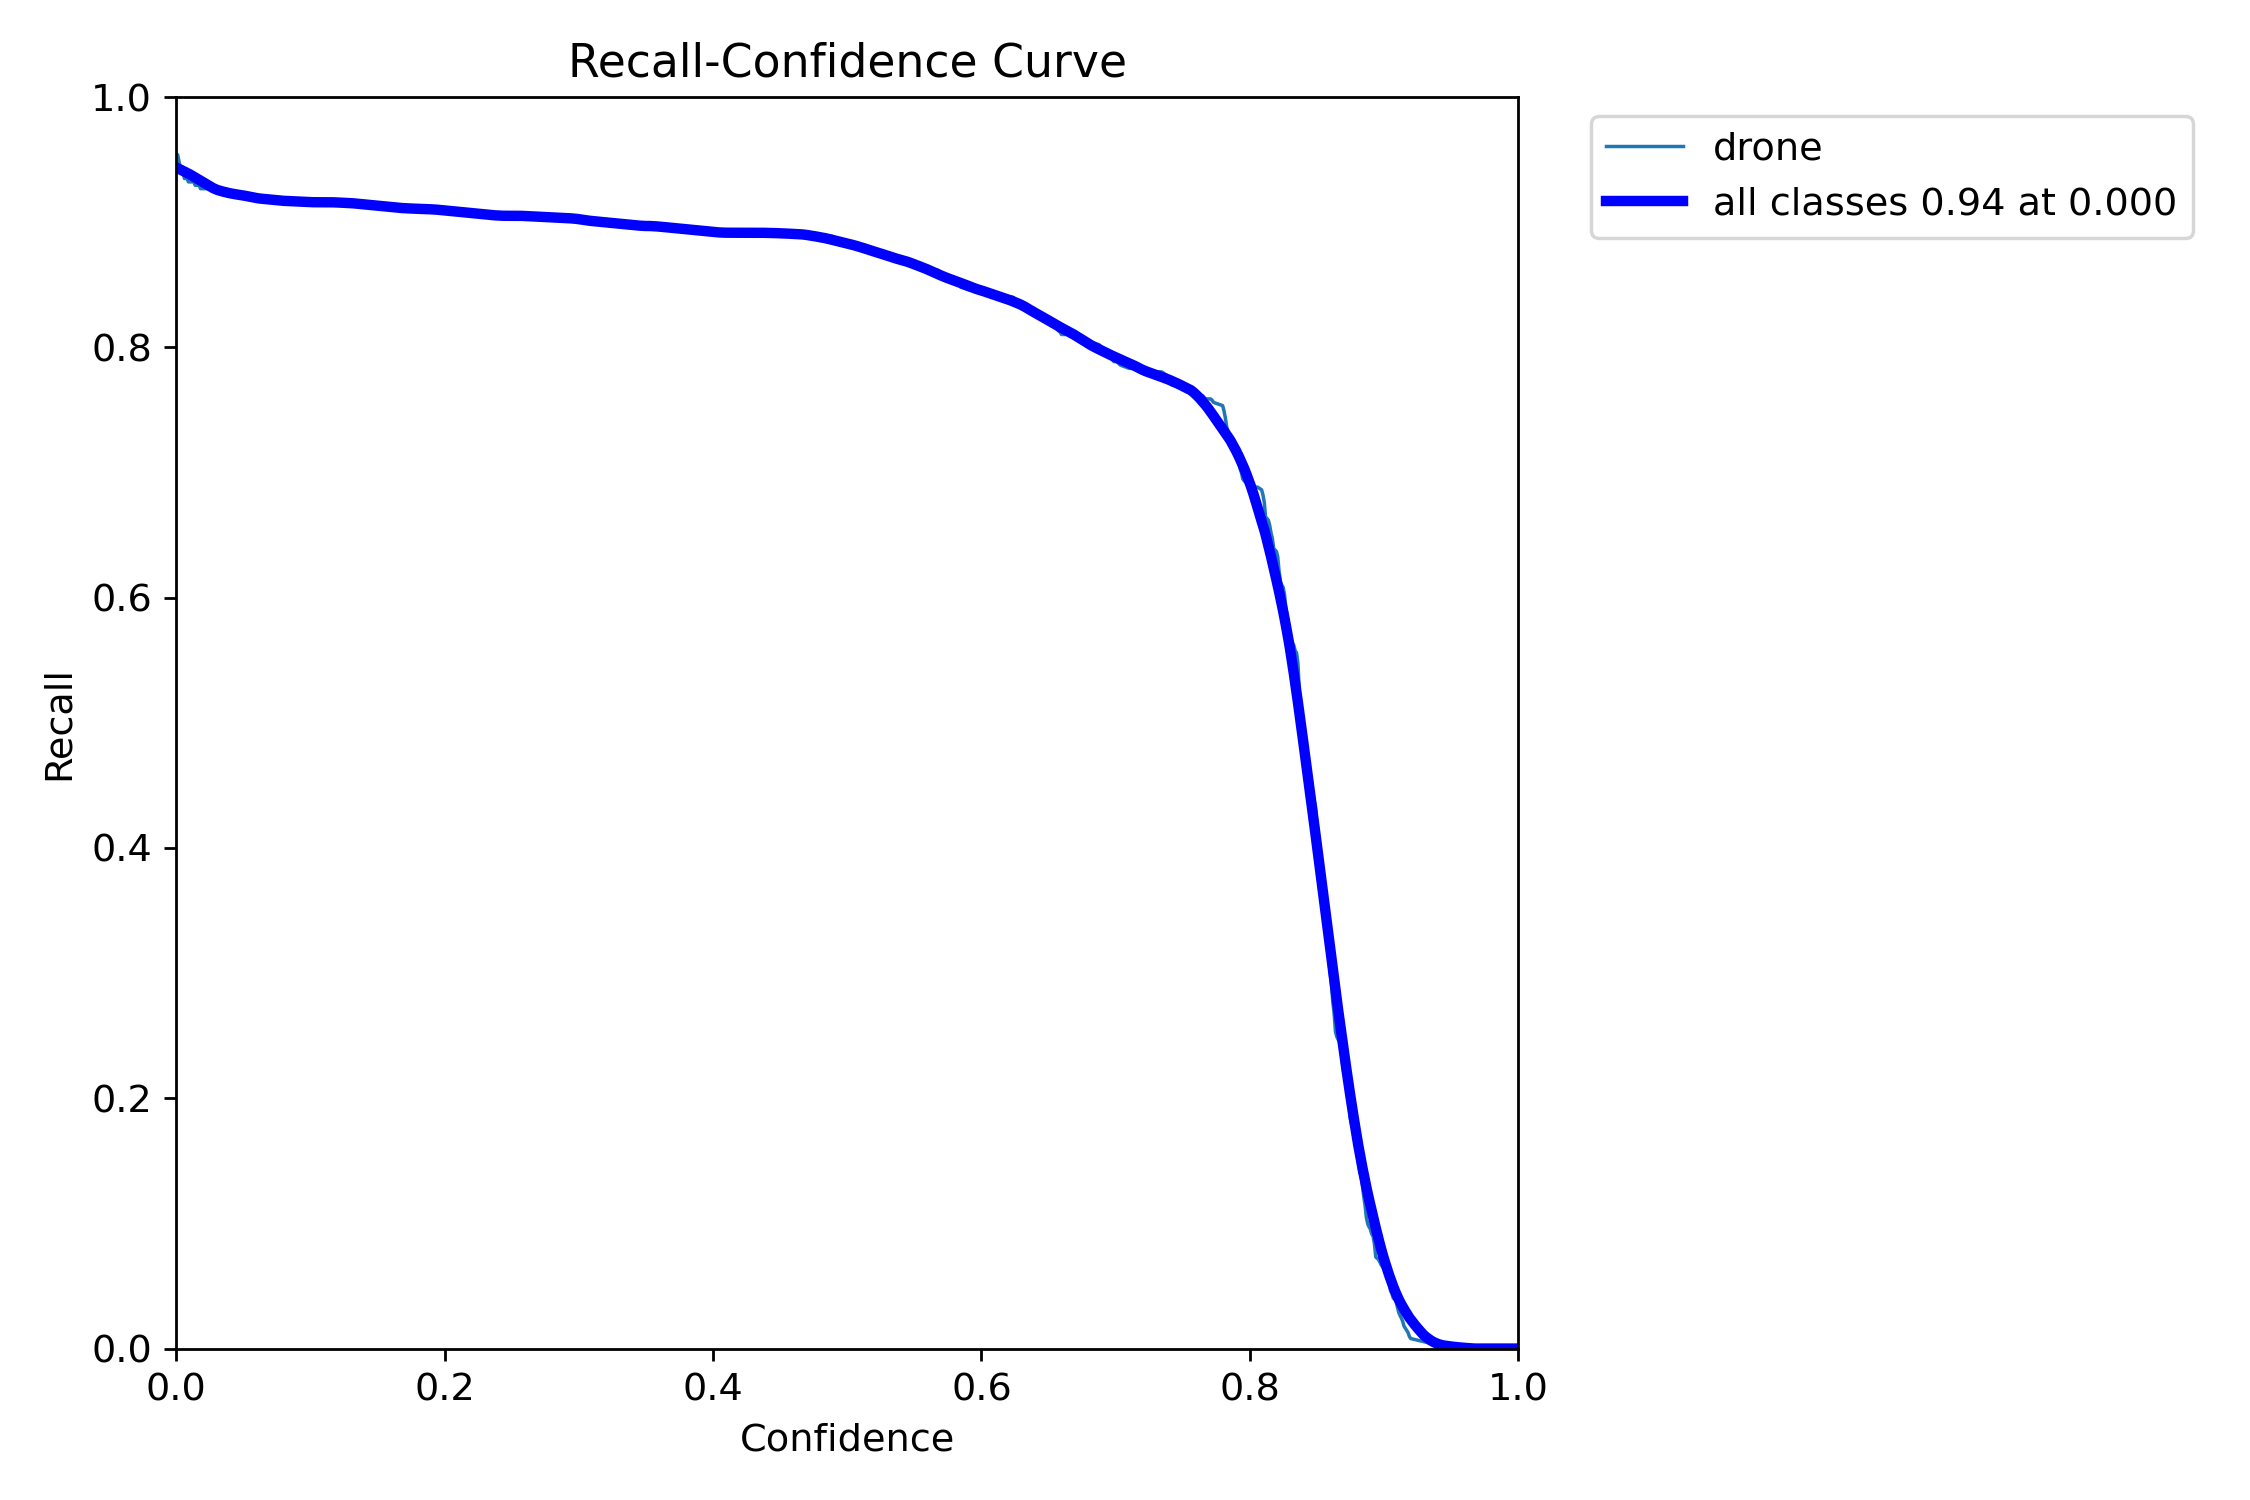 Recall-Confidence Curve
1.0
0.8
0.6
0.4
0.2
0.0
Recall
0.0 0.2 0.4 0.6 0.8 1.0
Confidence
drone
all classes 0.94 at 0.000